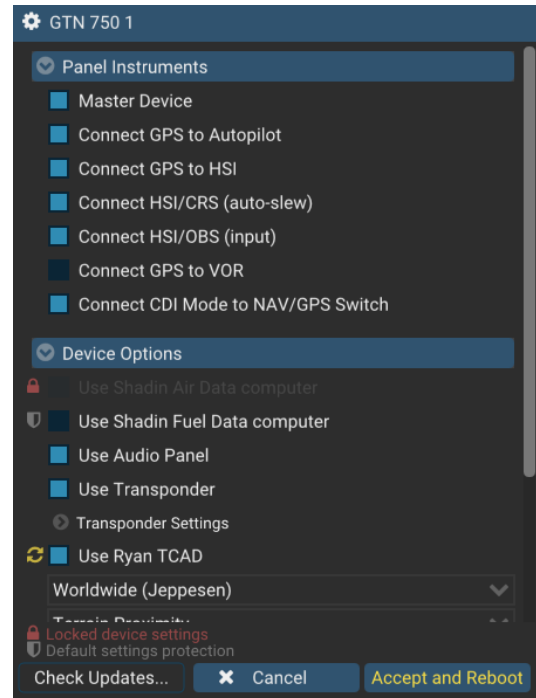 GTN 750 1
Panel Instruments
Master Device
Connect GPS to Autopilot
Connect GPS to HSI
Connect HSI/CRS (auto-slew)
Connect HSI/OBS (input)
Connect GPS to VOR
Connect CDI Mode to NAV/GPS Switch
Device Options
Use Shadin Air Data computer
Use Shadin Fuel Data computer
Use Audio Panel
Use Transponder
Transponder Settings
Use Ryan TCAD
Worldwide (Jeppesen)
Terrain Proximity
Locked device settings
Default settings protection
Check Updates...
Cancel
Accept and Reboot